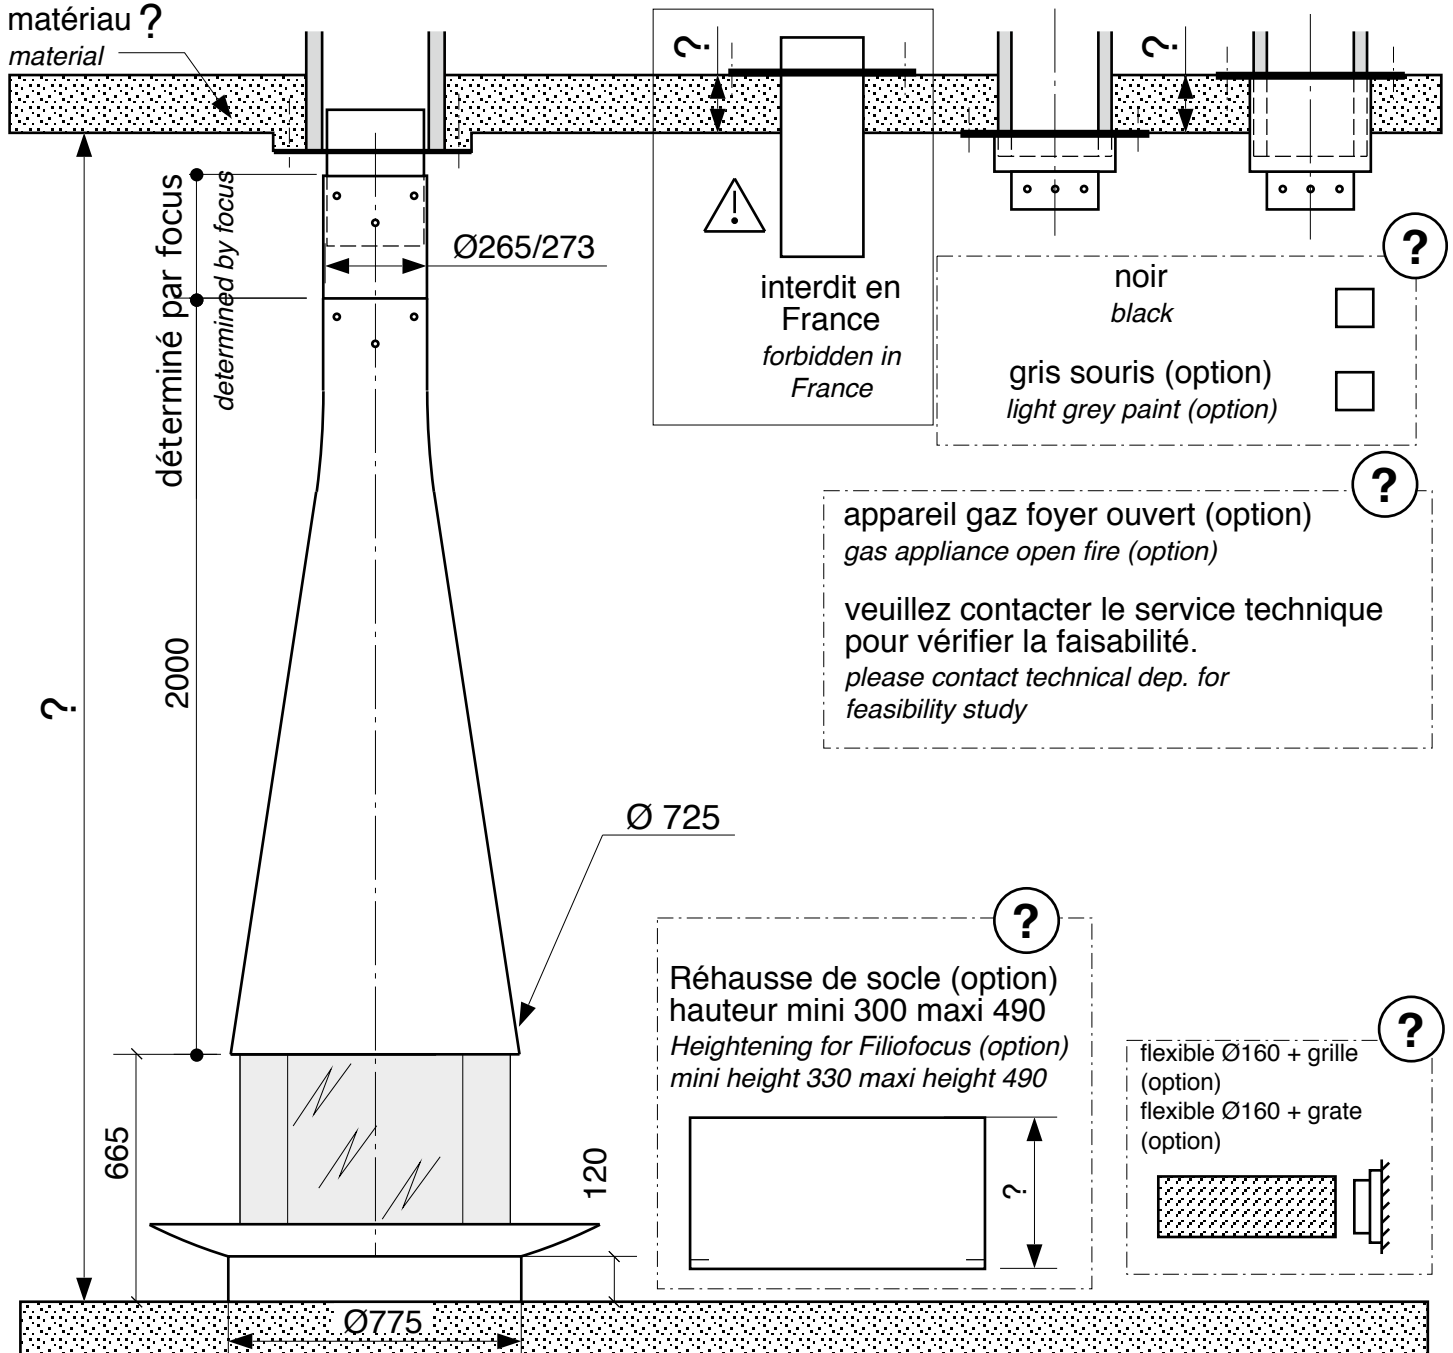 matériau ?
material
?
?
déterminé par focus
determined by focus
Ø265/273
interdit en
France
forbidden in
France
?
noir
black
gris souris (option)
light grey paint (option)
?
appareil gaz foyer ouvert (option)
gas appliance open fire (option)
veuillez contacter le service technique
pour vérifier la faisabilité.
please contact technical dep. for
feasibility study
2000
?
Ø 725
?
Réhausse de socle (option)
hauteur mini 300 maxi 490
Heightening for Filiofocus (option)
mini height 330 maxi height 490
?
?
flexible Ø160 + grille
(option)
flexible Ø160 + grate
(option)
665
120
Ø775